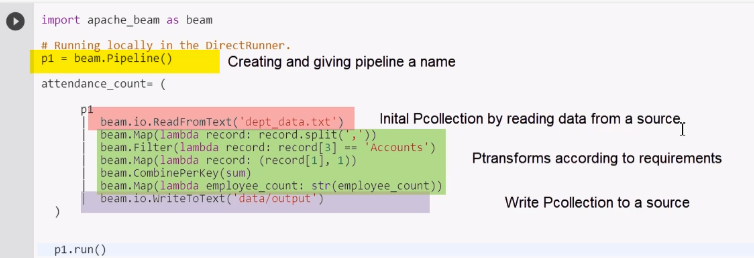 import apache_beam as beam
# Running locally in the DirectRunner.
p1 = beam.Pipeline()
Creating and giving pipeline a name
attendance_count= (
p1
| beam.io.ReadFromText('dept_data.txt')
Inital Pcollection by reading data from a source
| beam.Map(lambda record: record.split(','))
| beam.Filter(lambda record: record[3] == 'Accounts')
| beam.Map(lambda record: (record[1], 1))
Ptransforms according to requirements
| beam.CombinePerKey(sum)
| beam.Map(lambda employee_count: str(employee_count))
| beam.io.WriteToText('data/output')
Write Pcollection to a source
)
p1.run()